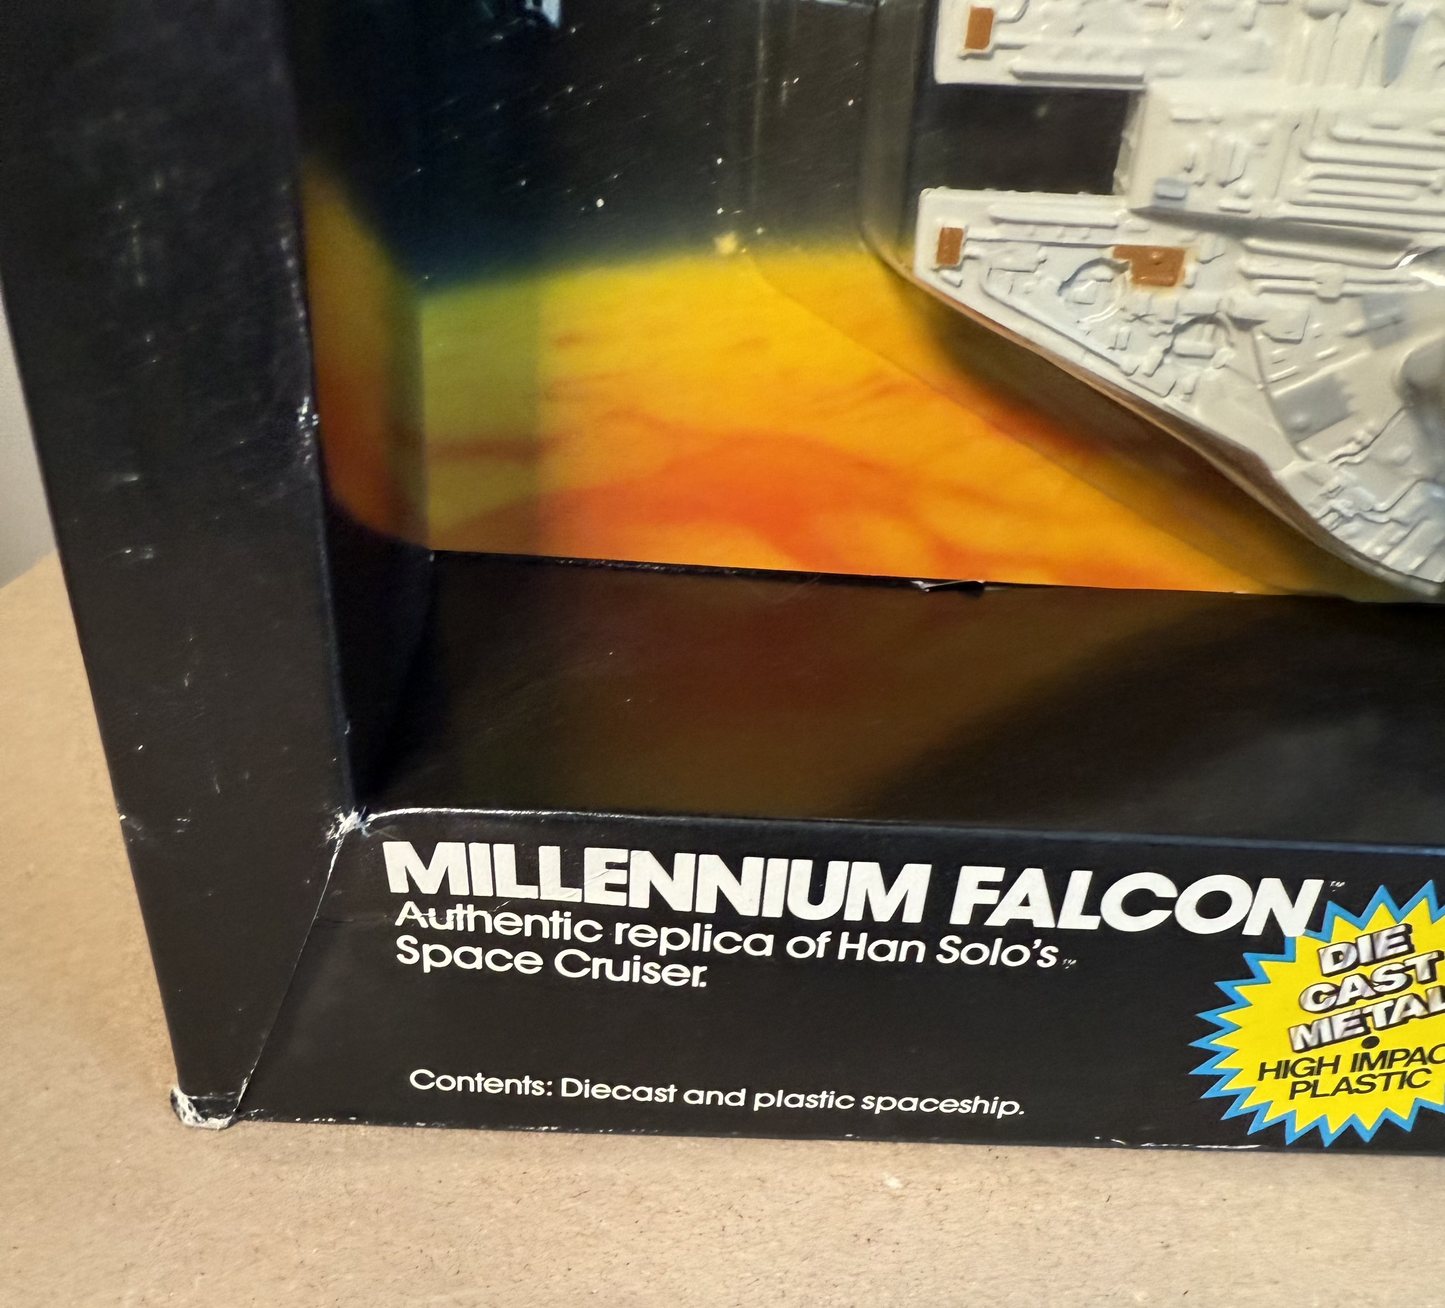 MILLENNIUM FALCON™
Authentic replica of Han Solo's™
Space Cruiser.
Contents: Diecast and plastic spaceship.
DIE
CAST
METAL
•
HIGH IMPAC
PLASTIC